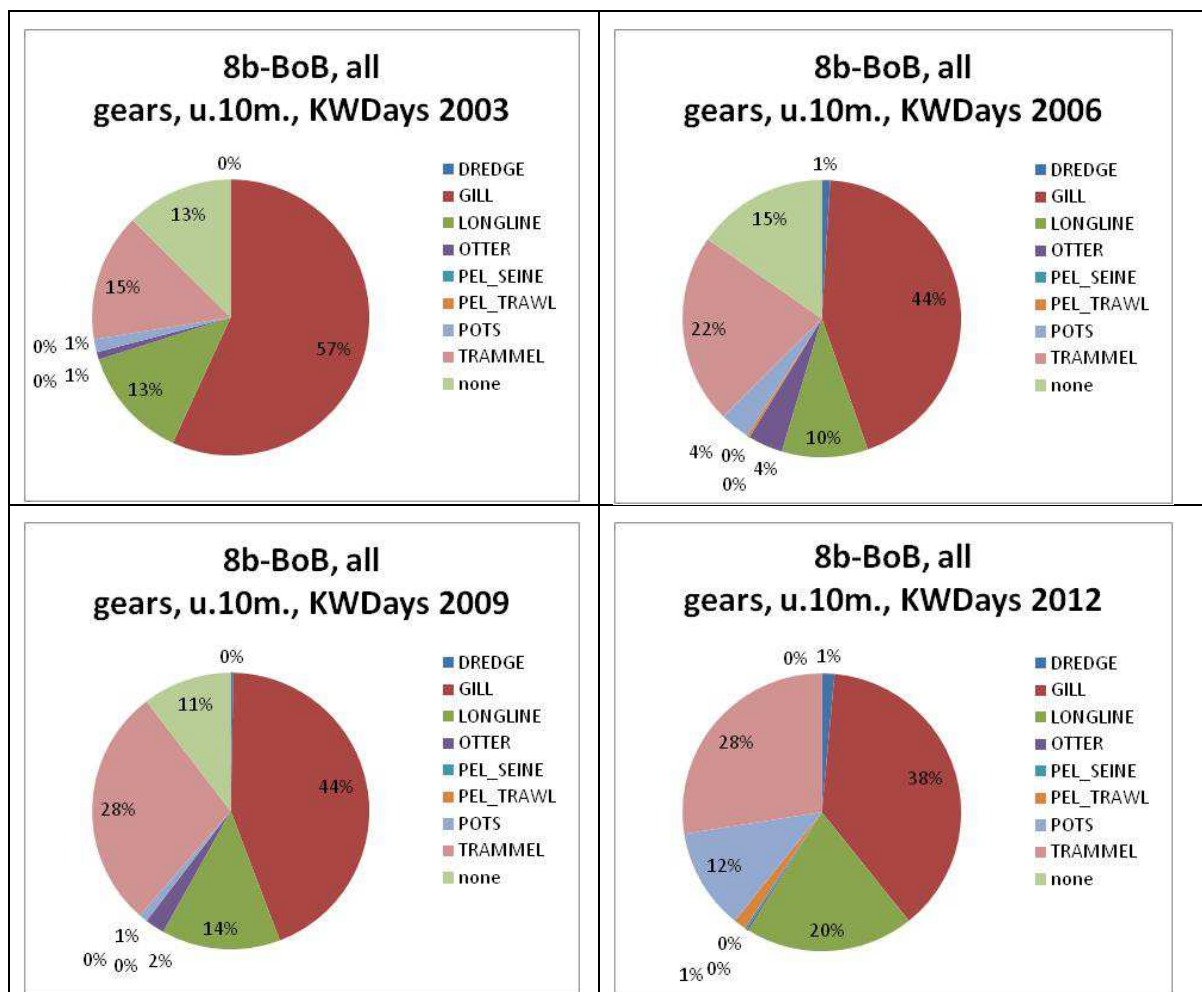 8b-BoB, all
gears, u.10m., KWDays 2003
0%
13%
15%
0% 1%
0% 1%
13%
57%
DREDGE
GILL
LONGLINE
OTTER
PEL_SEINE
PEL_TRAWL
POTS
TRAMMEL
none
8b-BoB, all
gears, u.10m., KWDays 2006
1%
15%
44%
22%
4% 0%
4%
0%
10%
DREDGE
GILL
LONGLINE
OTTER
PEL_SEINE
PEL_TRAWL
POTS
TRAMMEL
none
8b-BoB, all
gears, u.10m., KWDays 2009
0%
11%
44%
28%
14%
1%
0% 0% 2%
DREDGE
GILL
LONGLINE
OTTER
PEL_SEINE
PEL_TRAWL
POTS
TRAMMEL
none
8b-BoB, all
gears, u.10m., KWDays 2012
0% 1%
28%
38%
12%
20%
0%
1% 0%
DREDGE
GILL
LONGLINE
OTTER
PEL_SEINE
PEL_TRAWL
POTS
TRAMMEL
none